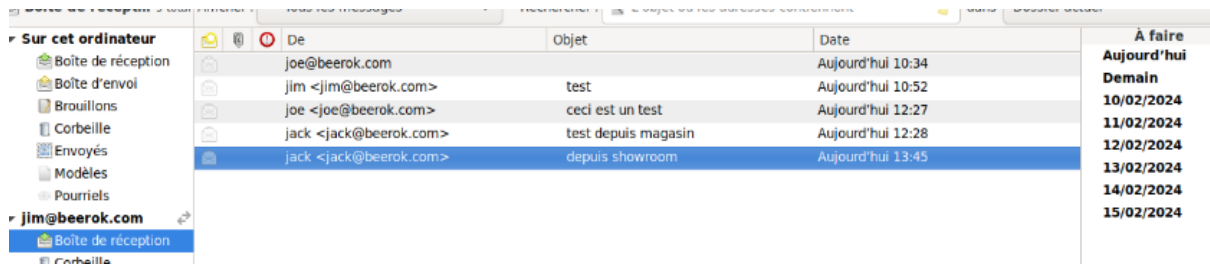 Boîte de réception
Tous les messages
Rechercher :
L'objet ou les adresses contiennent
dans
Dossier actuel
Sur cet ordinateur
De
Objet
Date
À faire
Boîte de réception
joe@beerok.com
Aujourd'hui 10:34
Aujourd'hui
Boîte d'envoi
jim <jim@beerok.com>
test
Aujourd'hui 10:52
Demain
Brouillons
joe <joe@beerok.com>
ceci est un test
Aujourd'hui 12:27
10/02/2024
Corbeille
jack <jack@beerok.com>
test depuis magasin
Aujourd'hui 12:28
11/02/2024
Envoyés
jack <jack@beerok.com>
depuis showroom
Aujourd'hui 13:45
12/02/2024
Modèles
13/02/2024
Pourriels
14/02/2024
jim@beerok.com
15/02/2024
Boîte de réception
Corbeille